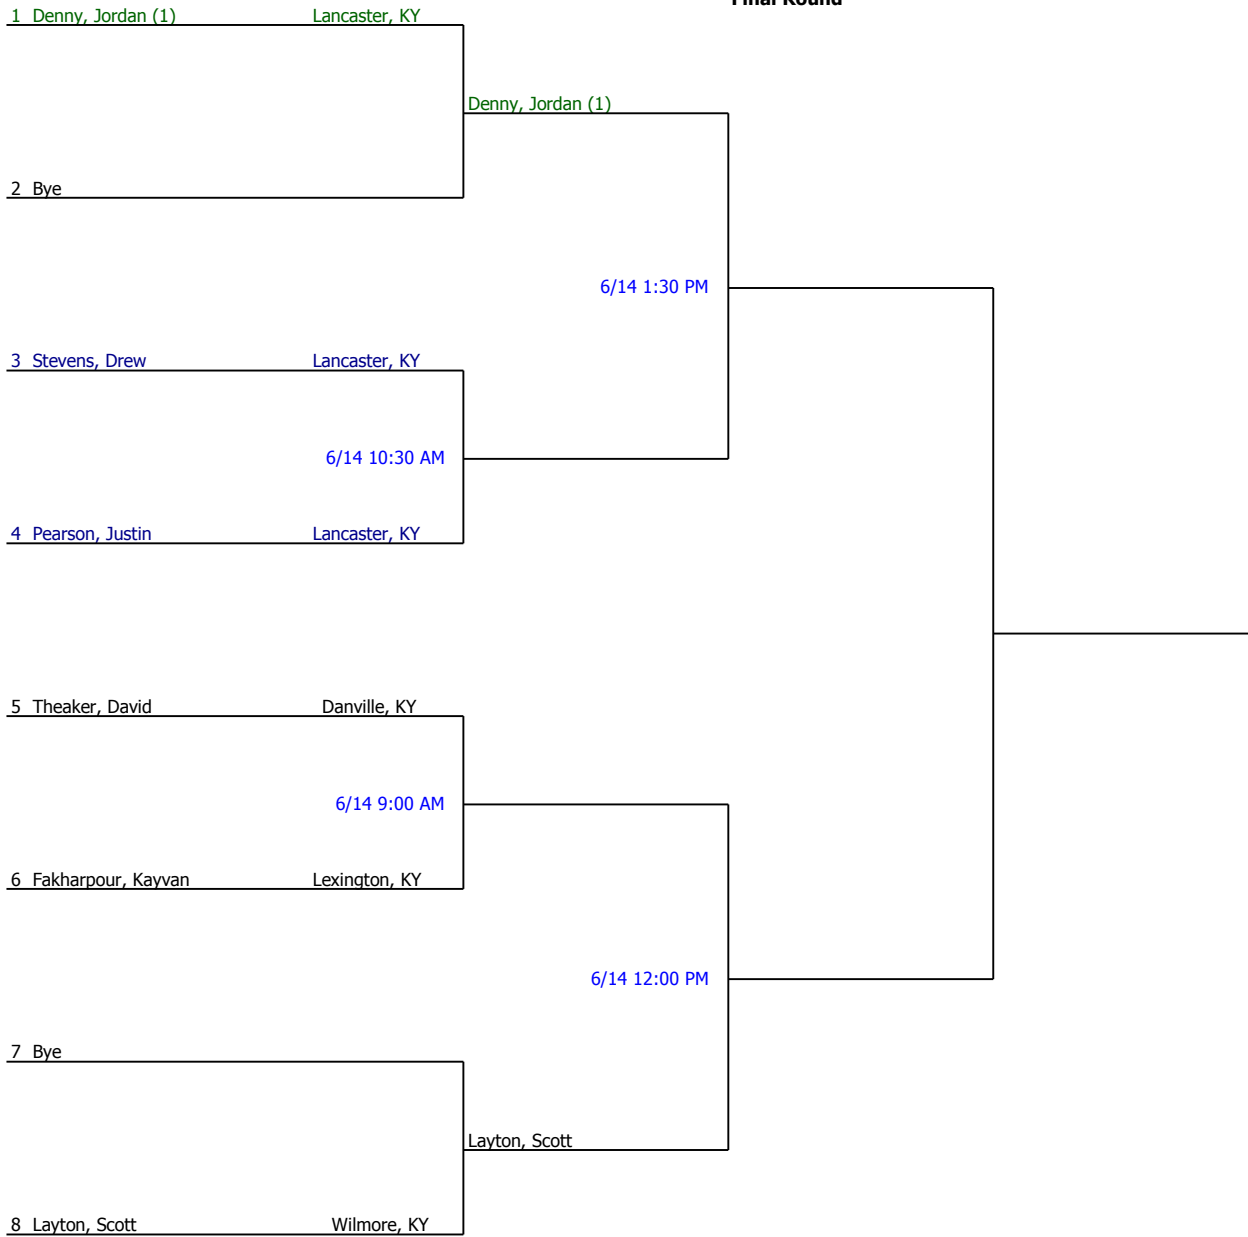 Final Round
1 Denny, Jordan (1) Lancaster, KY
Denny, Jordan (1)
2 Bye
6/14 1:30 PM
3 Stevens, Drew Lancaster, KY
6/14 10:30 AM
4 Pearson, Justin Lancaster, KY
5 Theaker, David Danville, KY
6/14 9:00 AM
6 Fakharpour, Kayvan Lexington, KY
6/14 12:00 PM
7 Bye
Layton, Scott
8 Layton, Scott Wilmore, KY